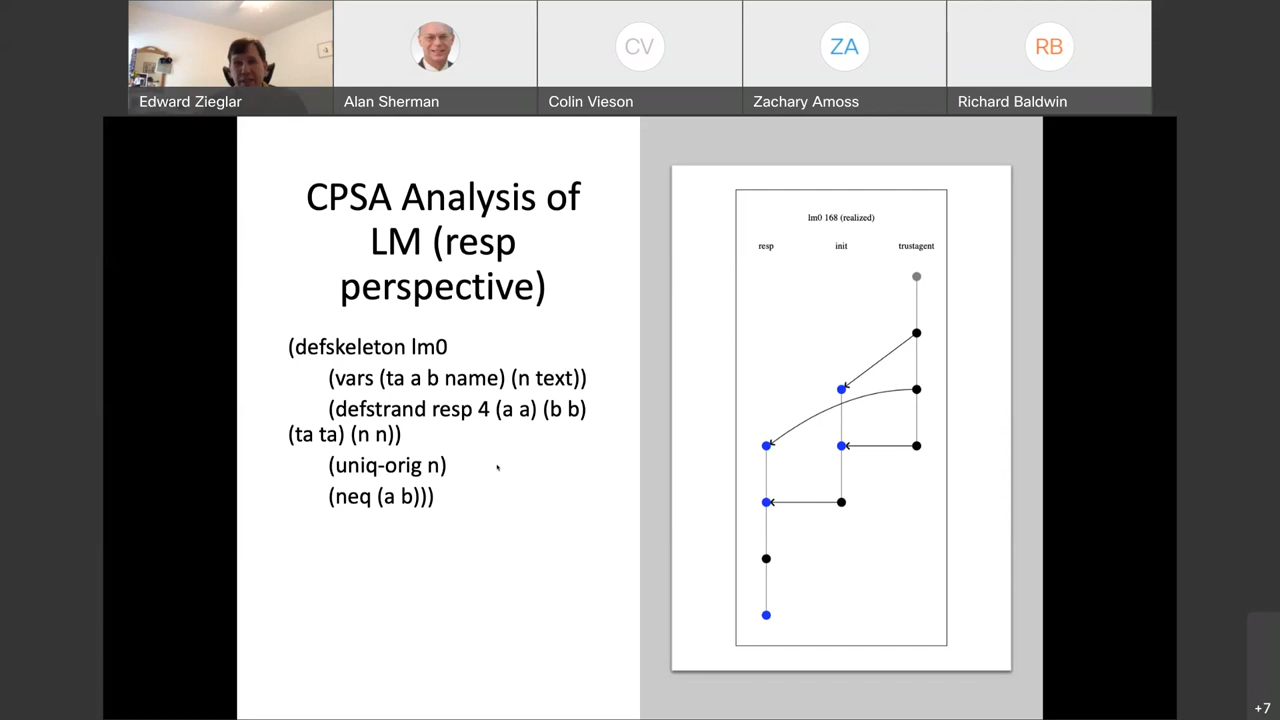 CV
ZA
RB
Edward Zieglar
Alan Sherman
Colin Vieson
Zachary Amoss
Richard Baldwin
CPSA Analysis of
LM (resp
perspective)
(defskeleton lm0
(vars (ta a b name) (n text))
(defstrand resp 4 (a a) (b b)
(ta ta) (n n))
(uniq-orig n)
(neq (a b)))
lm0 168 (realized)
resp
init
trustagent
+7